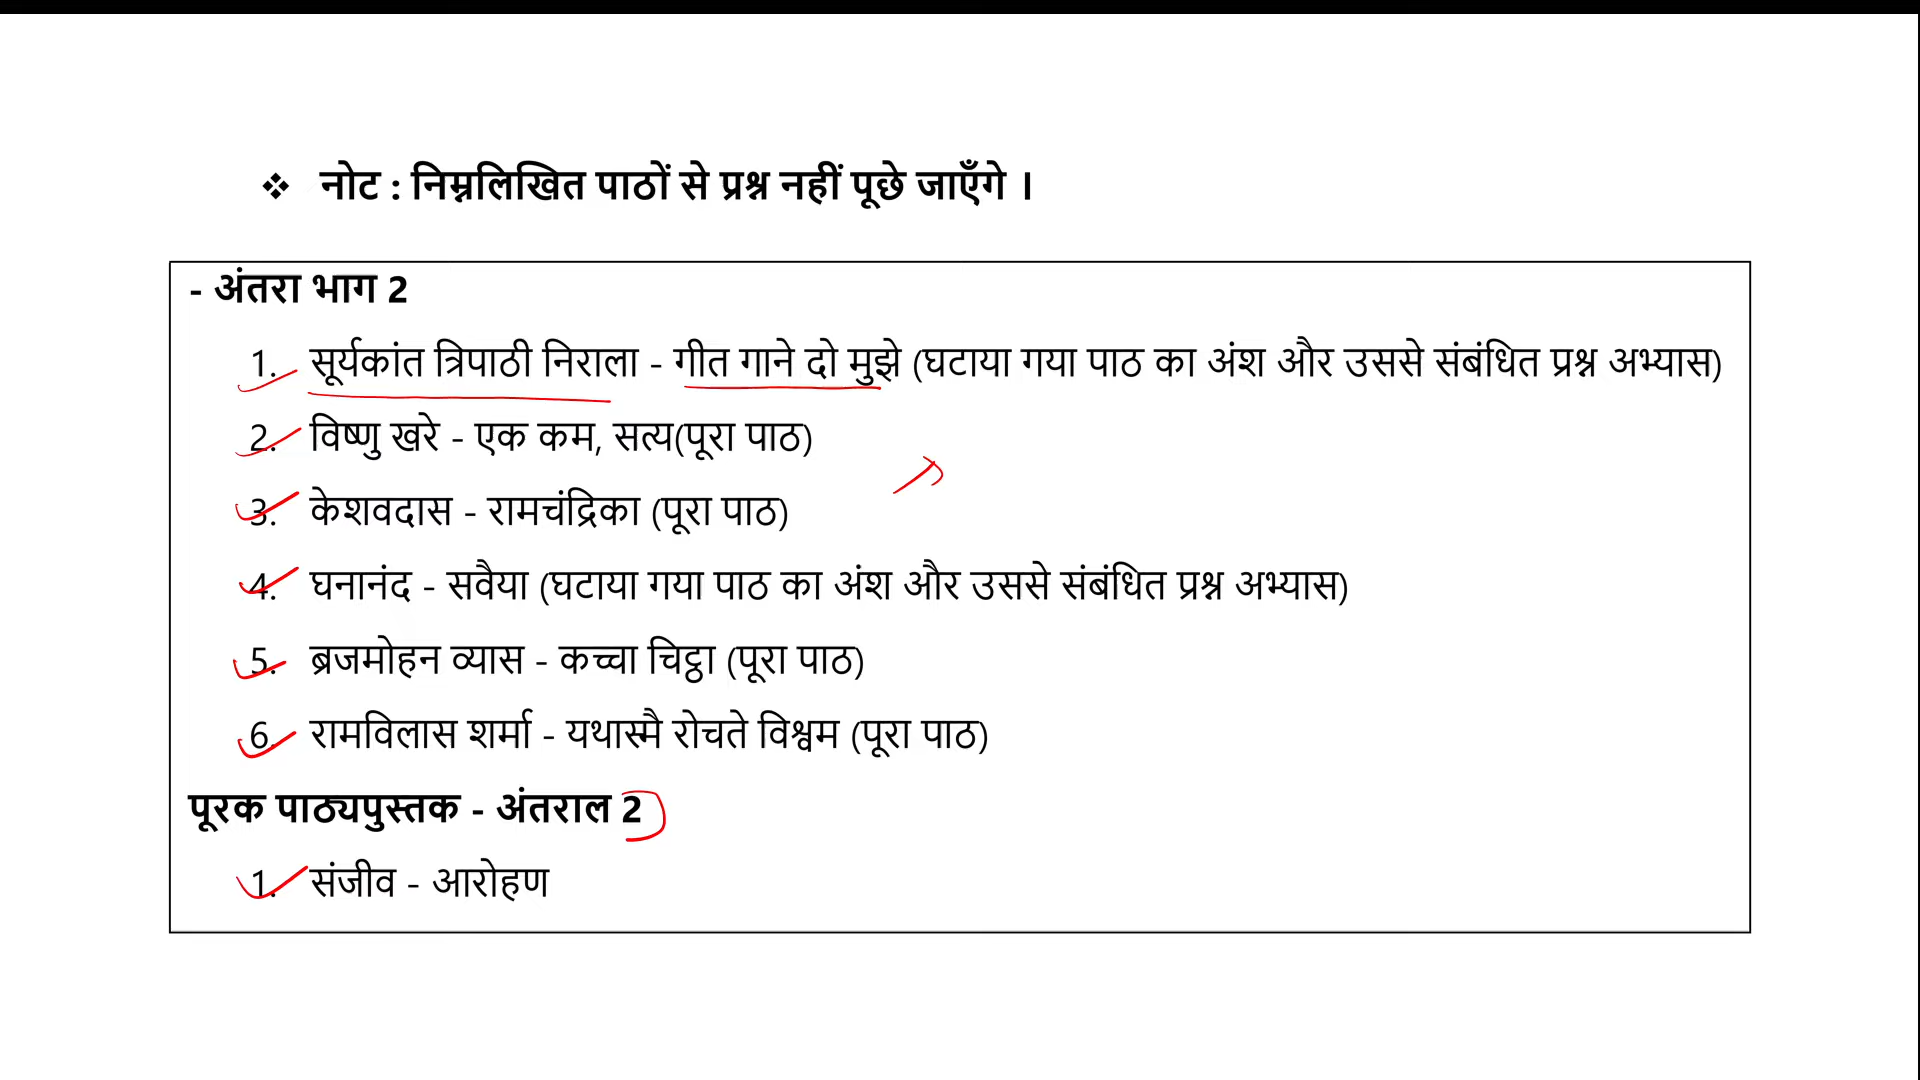 ❖ नोट : निम्नलिखित पाठों से प्रश्न नहीं पूछे जाएँगे ।
- अंतरा भाग 2
1. सूर्यकांत त्रिपाठी निराला - गीत गाने दो मुझे (घटाया गया पाठ का अंश और उससे संबंधित प्रश्न अभ्यास)
2. विष्णु खरे - एक कम, सत्य(पूरा पाठ)
3. केशवदास - रामचंद्रिका (पूरा पाठ)
4. घनानंद - सवैया (घटाया गया पाठ का अंश और उससे संबंधित प्रश्न अभ्यास)
5. ब्रजमोहन व्यास - कच्चा चिट्ठा (पूरा पाठ)
6. रामविलास शर्मा - यथास्मै रोचते विश्वम (पूरा पाठ)
पूरक पाठ्यपुस्तक - अंतराल 2
1. संजीव - आरोहण